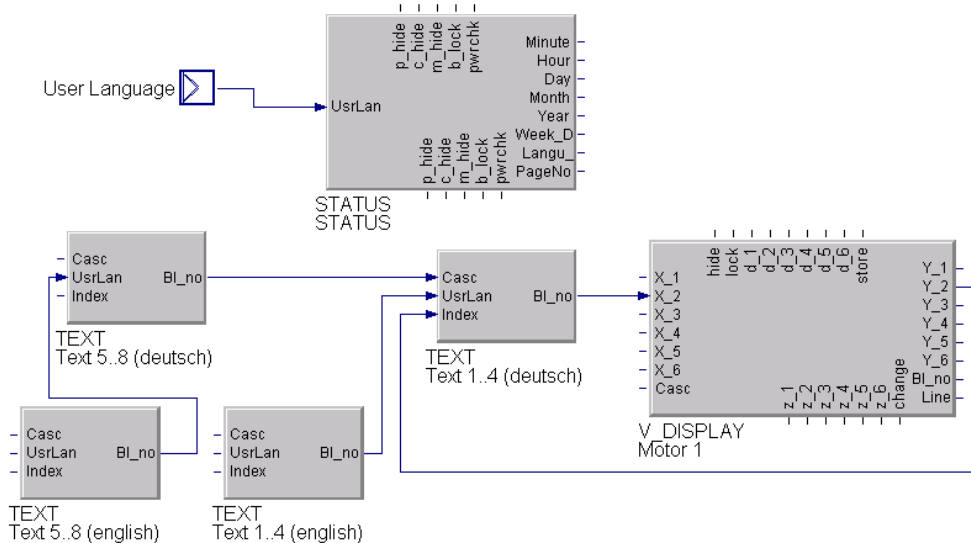 User Language
p_hide
c_hide
m_hide
b_lock
pwrchk
UsrLan
Minute
Hour
Day
Month
Year
Week_D
Langu_
PageNo
p_hide
c_hide
m_hide
b_lock
pwrchk
STATUS
STATUS
Casc
UsrLan
Index
Bl_no
TEXT
Text 5..8 (deutsch)
Casc
UsrLan
Index
Bl_no
TEXT
Text 1..4 (deutsch)
hide
lock
d_1
d_2
d_3
d_4
d_5
d_6
store
X_1
X_2
X_3
X_4
X_5
X_6
Casc
Y_1
Y_2
Y_3
Y_4
Y_5
Y_6
Bl_no
Line
z_1
z_2
z_3
z_4
z_5
z_6
change
V_DISPLAY
Motor 1
Casc
UsrLan
Index
Bl_no
TEXT
Text 5..8 (english)
Casc
UsrLan
Index
Bl_no
TEXT
Text 1..4 (english)